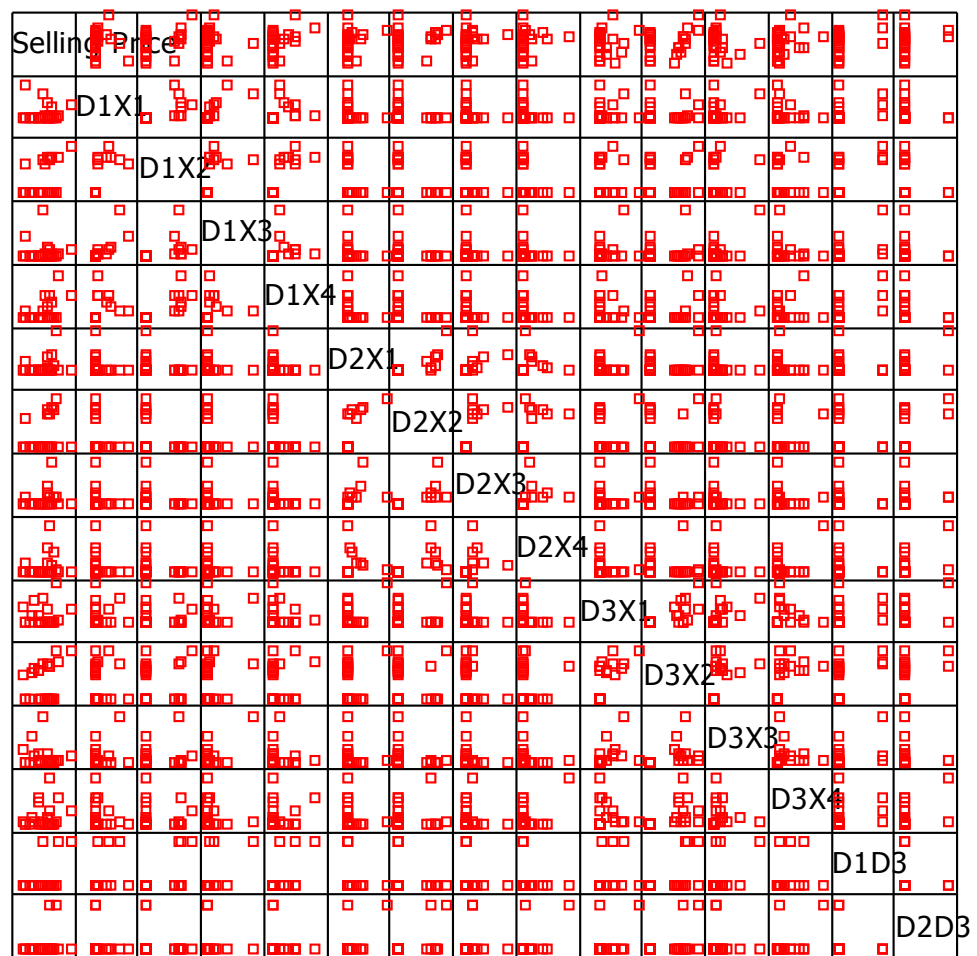 Selling Price
D1X1
D1X2
D1X3
D1X4
D2X1
D2X2
D2X3
D2X4
D3X1
D3X2
D3X3
D3X4
D1D3
D2D3